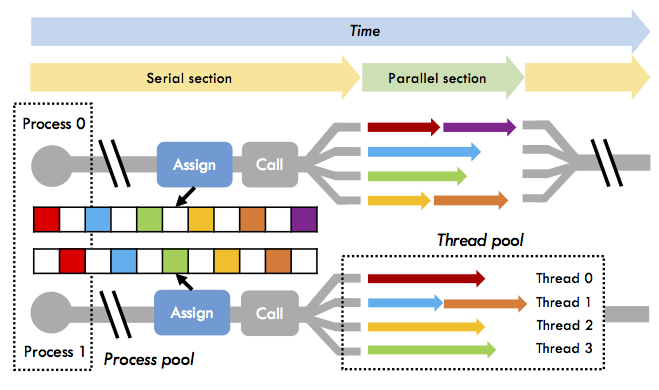 Time
Serial section
Parallel section
Process 0
Assign
Call
Thread pool
Thread 0
Assign
Call
Thread 1
Thread 2
Process 1
Process pool
Thread 3